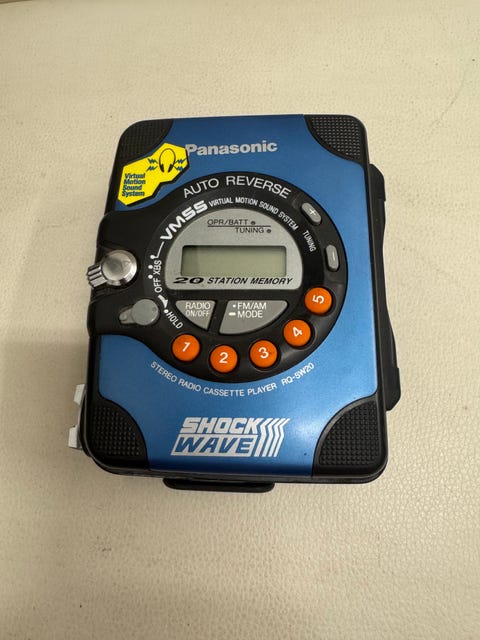 Panasonic
Virtual
Motion
Sound
System
AUTO REVERSE
VMSS VIRTUAL MOTION SOUND SYSTEM
OPR/BATT
TUNING
+
TUNING
−
OFF XBS
HOLD
20 STATION MEMORY
RADIO
ON/OFF
FM/AM
MODE
1 2 3 4 5
STEREO RADIO CASSETTE PLAYER RQ-SW20
SHOCK
WAVE